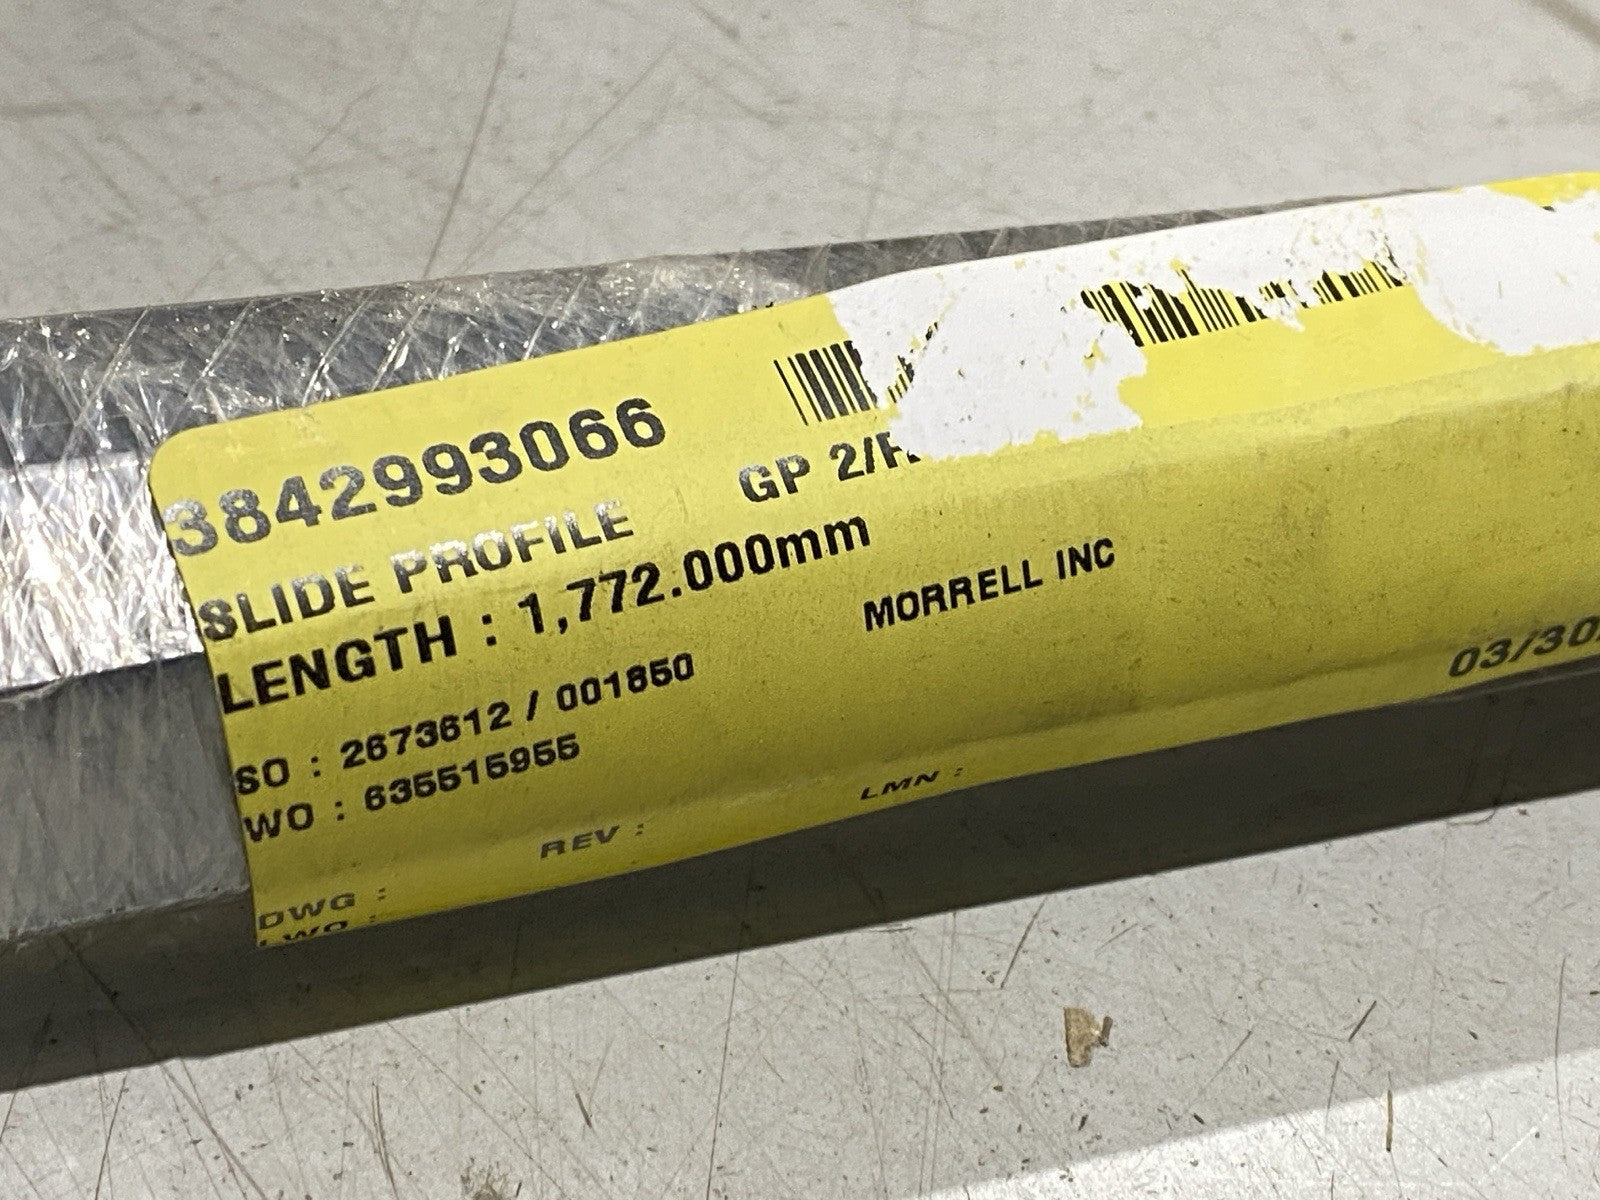 3842993066
SLIDE PROFILE GP 2/
LENGTH : 1,772.000mm
MORRELL INC
SO : 2673612 / 001850
03/30
WO : 635515955
REV :
LMN :
DWG :
LWO :